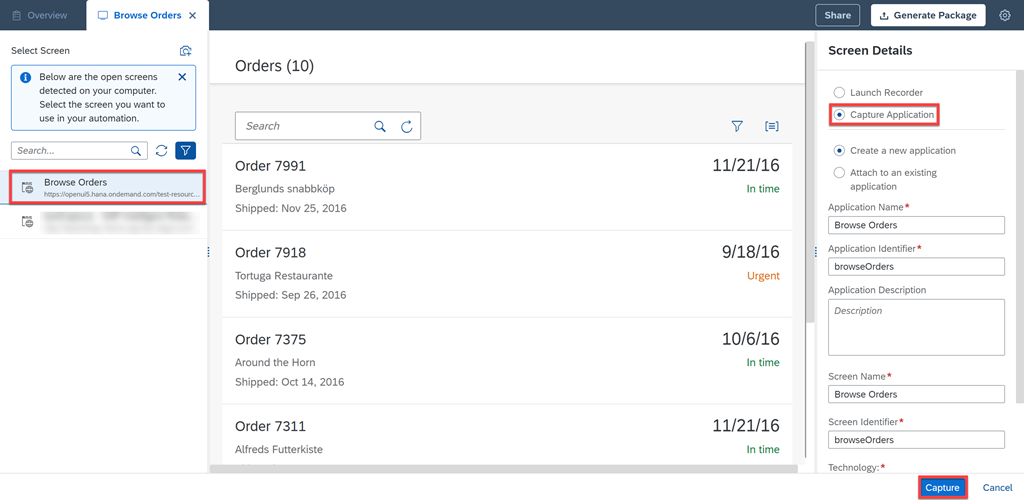 Overview
Browse Orders
Share
Generate Package
Select Screen
Below are the open screens
detected on your computer.
Select the screen you want to
use in your automation.
Search...
Browse Orders
https://openui5.hana.ondemand.com/test-resourc...
Orders (10)
Search
Order 7991
11/21/16
Berglunds snabbköp
In time
Shipped: Nov 25, 2016
Order 7918
9/18/16
Tortuga Restaurante
Urgent
Shipped: Sep 26, 2016
Order 7375
10/6/16
Around the Horn
In time
Shipped: Oct 14, 2016
Order 7311
11/21/16
Alfreds Futterkiste
In time
Screen Details
Launch Recorder
Capture Application
Create a new application
Attach to an existing
application
Application Name*
Browse Orders
Application Identifier*
browseOrders
Application Description
Description
Screen Name*
Browse Orders
Screen Identifier*
browseOrders
Technology:*
Capture
Cancel